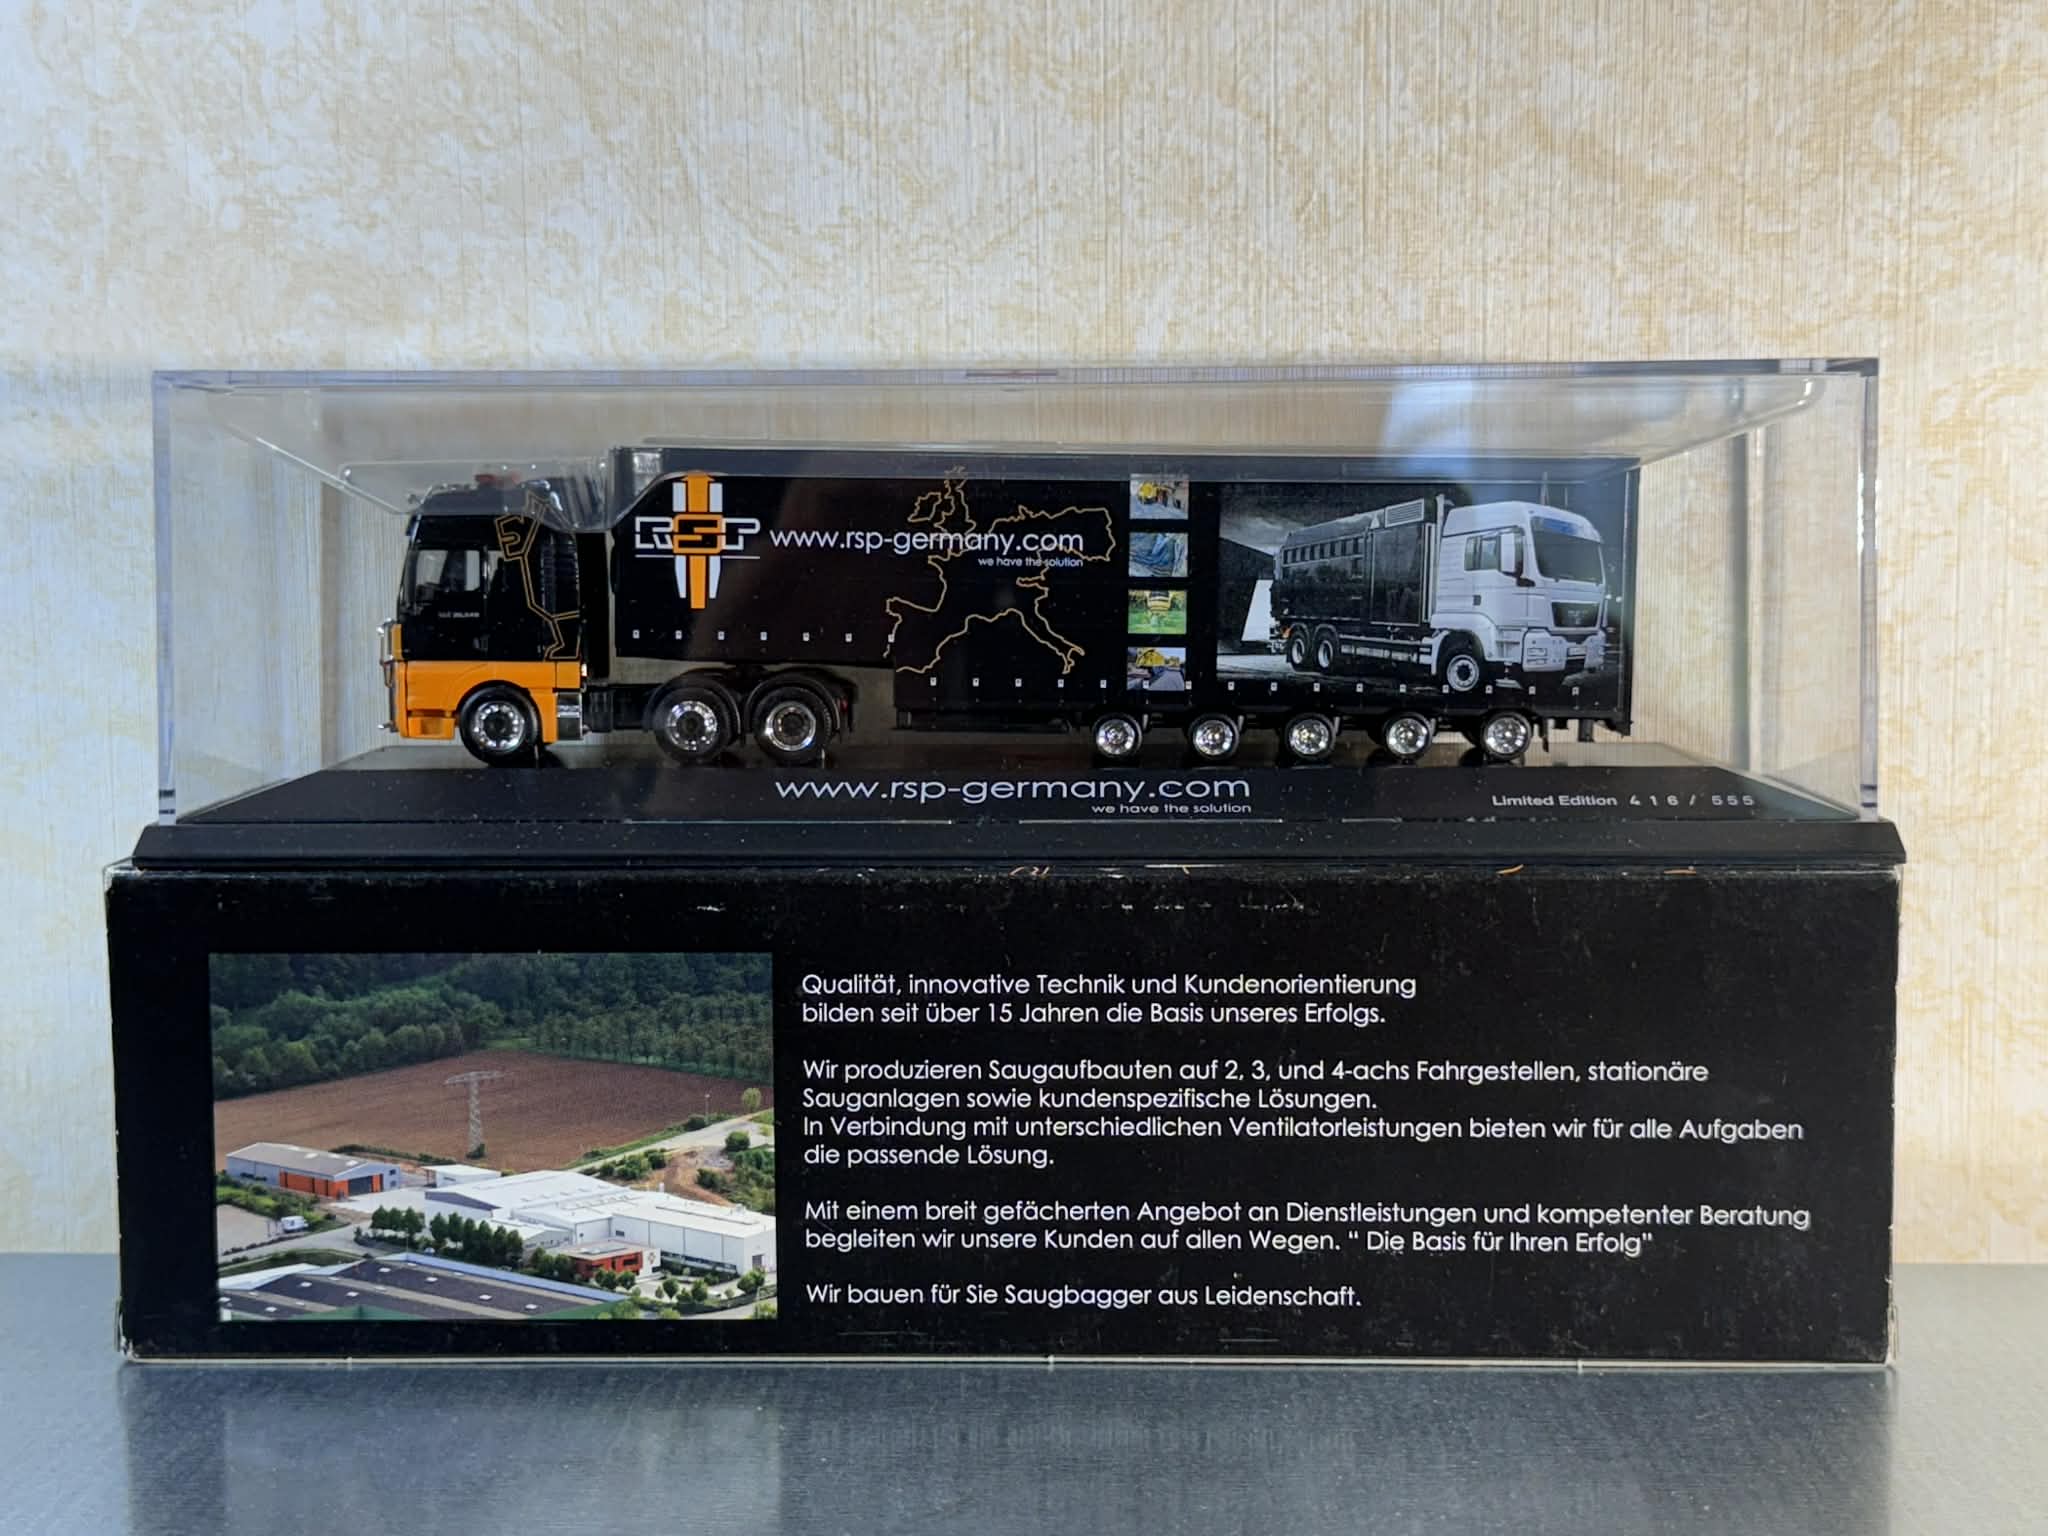 RSP
www.rsp-germany.com
we have the solution
www.rsp-germany.com
we have the solution
Limited Edition 416 / 555
Qualität, innovative Technik und Kundenorientierung
bilden seit über 15 Jahren die Basis unseres Erfolgs.
Wir produzieren Saugaufbauten auf 2, 3, und 4-achs Fahrgestellen, stationäre
Sauganlagen sowie kundenspezifische Lösungen.
In Verbindung mit unterschiedlichen Ventilatorleistungen bieten wir für alle Aufgaben
die passende Lösung.
Mit einem breit gefächerten Angebot an Dienstleistungen und kompetenter Beratung
begleiten wir unsere Kunden auf allen Wegen. “ Die Basis für Ihren Erfolg”
Wir bauen für Sie Saugbagger aus Leidenschaft.